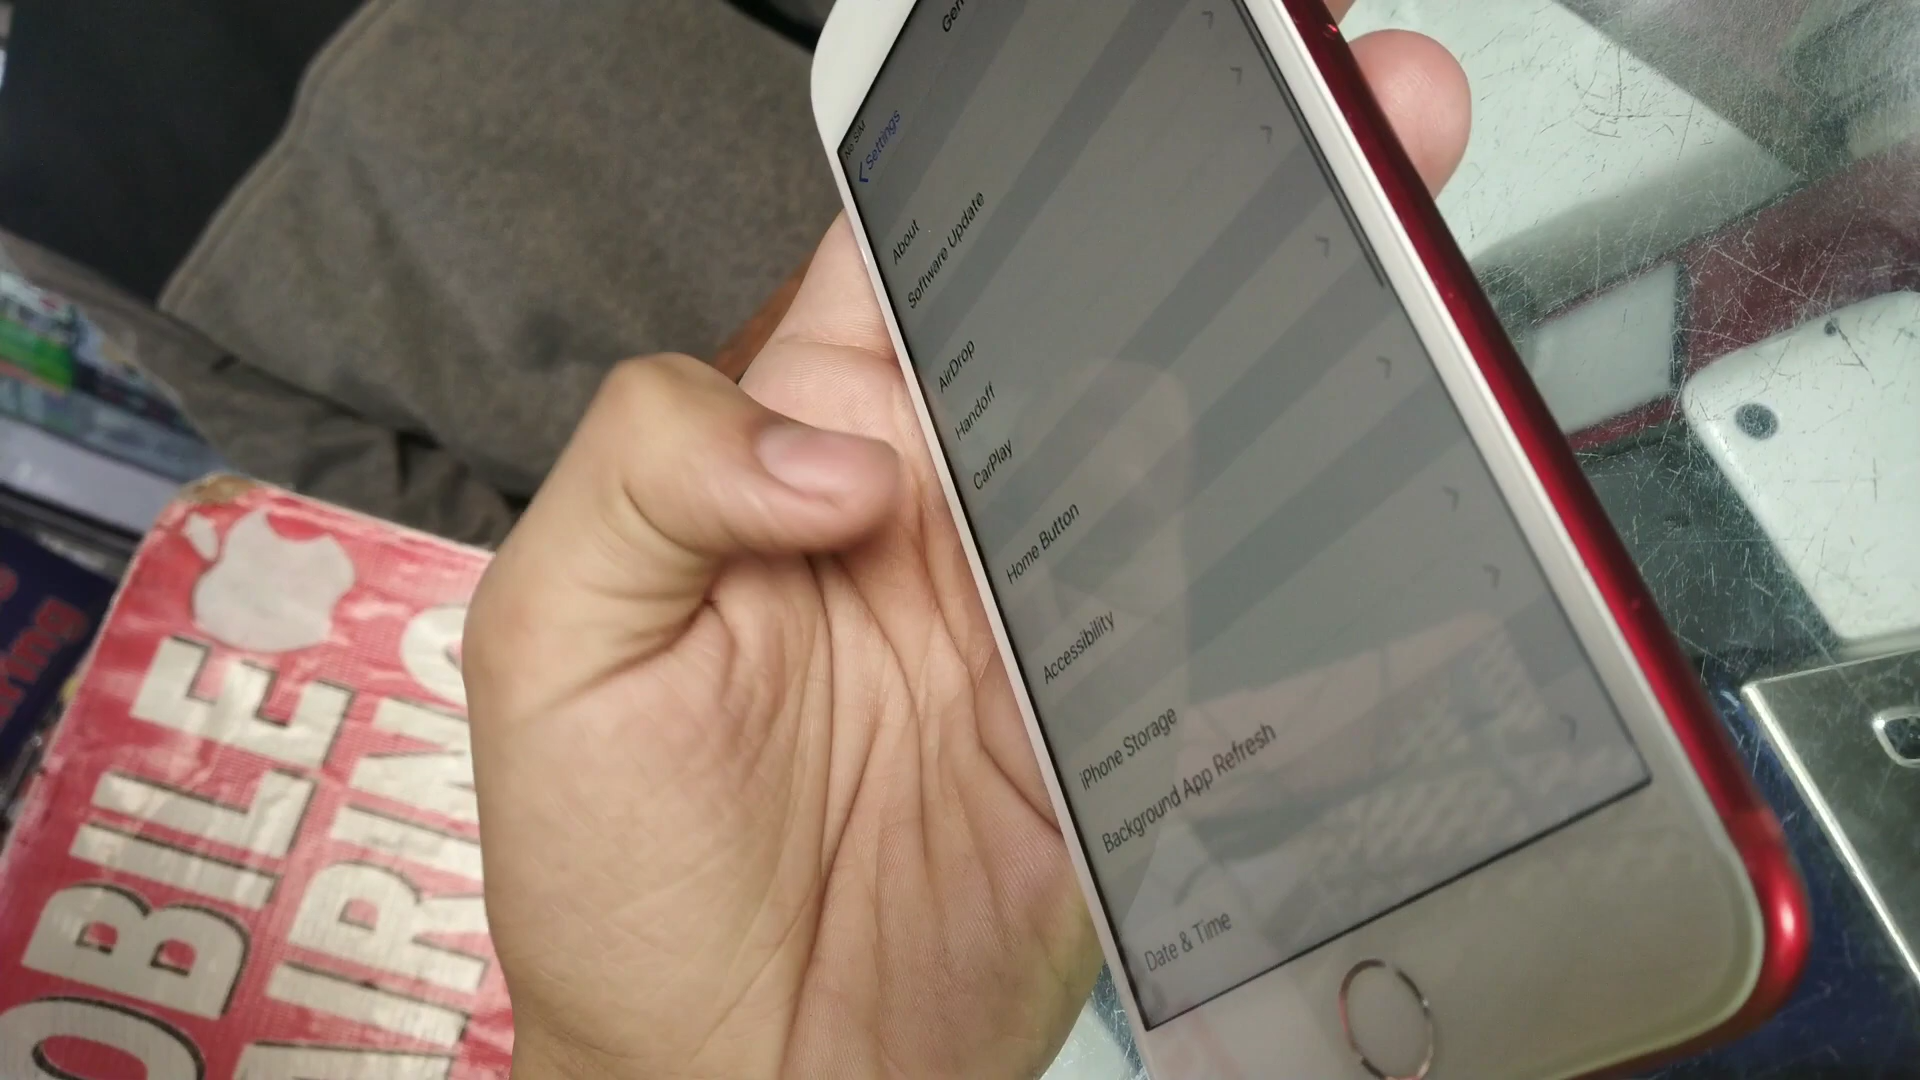 No SIM
Settings
About
Software Update
AirDrop
Handoff
CarPlay
Home Button
Accessibility
iPhone Storage
Background App Refresh
Date & Time